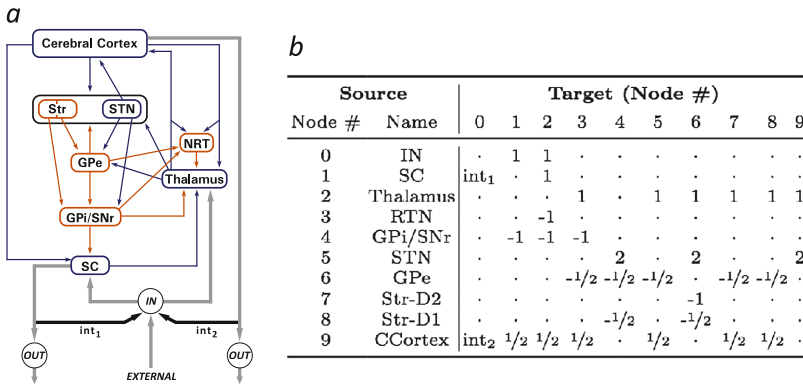 a
Cerebral Cortex
Str
STN
NRT
GPe
Thalamus
GPi/SNr
SC
IN
int₁
int₂
OUT
OUT
EXTERNAL
b
Source Target (Node #)
Node # Name 0 1 2 3 4 5 6 7 8 9
0 IN · 1 1 · · · · · · ·
1 SC int₁ · 1 · · · · · · ·
2 Thalamus · · · 1 · 1 1 1 1 1
3 RTN · · -1 · · · · · · ·
4 GPi/SNr · -1 -1 -1 · · · · · ·
5 STN · · · · 2 · 2 · · 2
6 GPe · · · -1/2 -1/2 -1/2 · -1/2 -1/2 ·
7 Str-D2 · · · · · · -1 · · ·
8 Str-D1 · · · · -1/2 · -1/2 · · ·
9 CCortex int₂ 1/2 1/2 1/2 · 1/2 · 1/2 1/2 ·